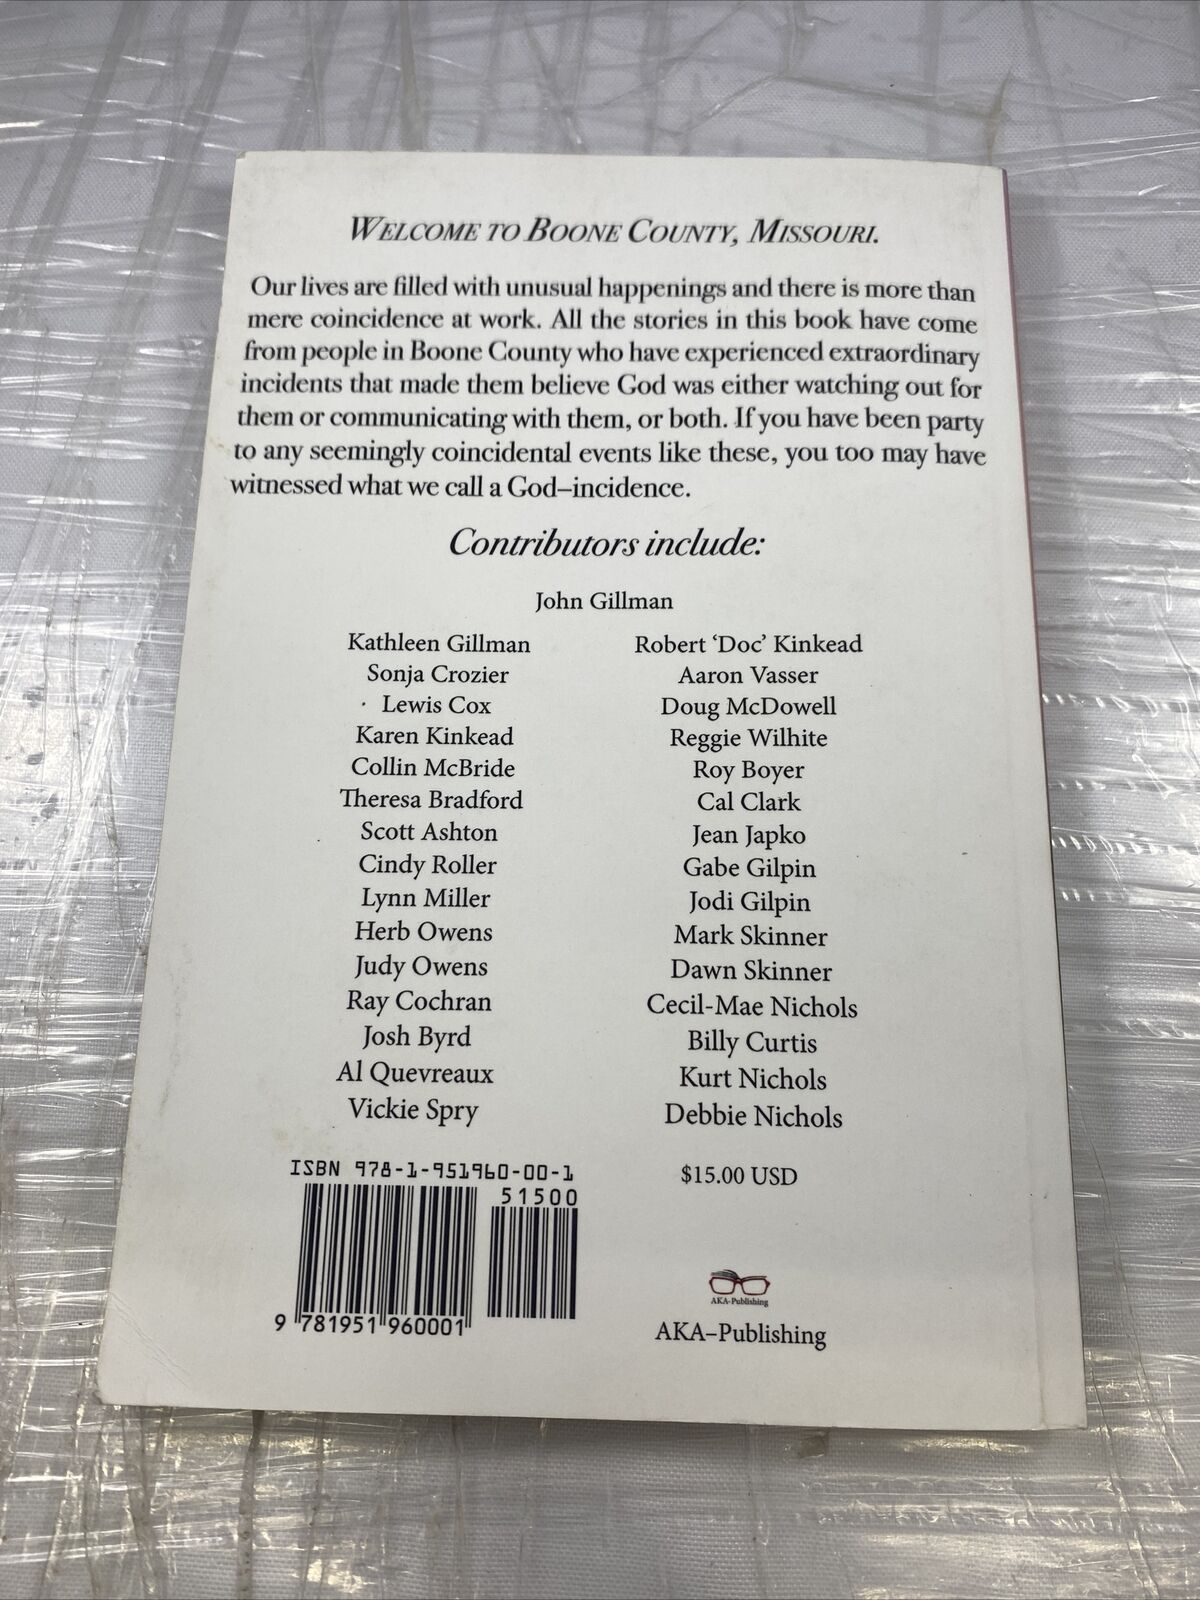 WELCOME TO BOONE COUNTY, MISSOURI.
Our lives are filled with unusual happenings and there is more than
mere coincidence at work. All the stories in this book have come
from people in Boone County who have experienced extraordinary
incidents that made them believe God was either watching out for
them or communicating with them, or both. If you have been party
to any seemingly coincidental events like these, you too may have
witnessed what we call a God–incidence.
Contributors include:
John Gillman
Kathleen Gillman
Sonja Crozier
Lewis Cox
Karen Kinkead
Collin McBride
Theresa Bradford
Scott Ashton
Cindy Roller
Lynn Miller
Herb Owens
Judy Owens
Ray Cochran
Josh Byrd
Al Quevreaux
Vickie Spry
Robert ‘Doc’ Kinkead
Aaron Vasser
Doug McDowell
Reggie Wilhite
Roy Boyer
Cal Clark
Jean Japko
Gabe Gilpin
Jodi Gilpin
Mark Skinner
Dawn Skinner
Cecil-Mae Nichols
Billy Curtis
Kurt Nichols
Debbie Nichols
ISBN 978-1-951960-00-1
51500
9 781951 960001
$15.00 USD
AKA-Publishing
AKA–Publishing